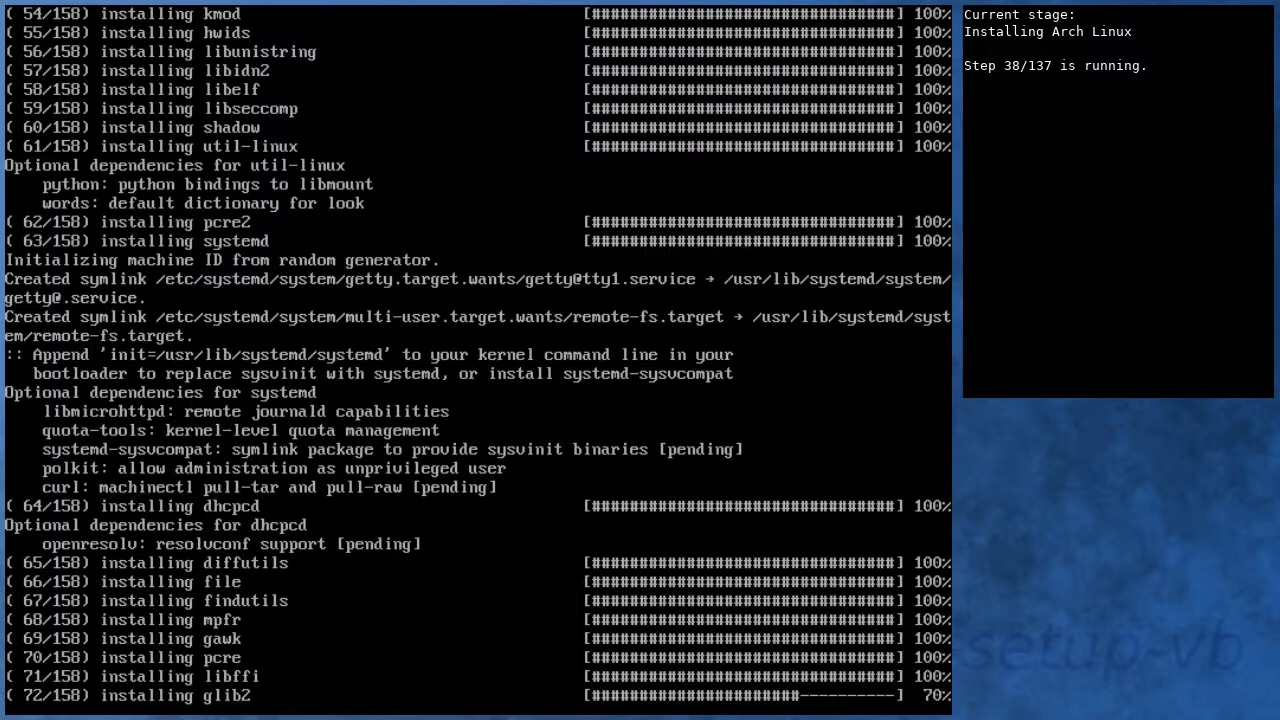 ( 54/158) installing kmod [################################] 100%
( 55/158) installing hwids [################################] 100%
( 56/158) installing libunistring [################################] 100%
( 57/158) installing libidn2 [################################] 100%
( 58/158) installing libelf [################################] 100%
( 59/158) installing libseccomp [################################] 100%
( 60/158) installing shadow [################################] 100%
( 61/158) installing util-linux [################################] 100%
Optional dependencies for util-linux
    python: python bindings to libmount
    words: default dictionary for look
( 62/158) installing pcre2 [################################] 100%
( 63/158) installing systemd [################################] 100%
Initializing machine ID from random generator.
Created symlink /etc/systemd/system/getty.target.wants/getty@tty1.service → /usr/lib/systemd/system/
getty@.service.
Created symlink /etc/systemd/system/multi-user.target.wants/remote-fs.target → /usr/lib/systemd/syst
em/remote-fs.target.
:: Append 'init=/usr/lib/systemd/systemd' to your kernel command line in your
   bootloader to replace sysvinit with systemd, or install systemd-sysvcompat
Optional dependencies for systemd
    libmicrohttpd: remote journald capabilities
    quota-tools: kernel-level quota management
    systemd-sysvcompat: symlink package to provide sysvinit binaries [pending]
    polkit: allow administration as unprivileged user
    curl: machinectl pull-tar and pull-raw [pending]
( 64/158) installing dhcpcd [################################] 100%
Optional dependencies for dhcpcd
    openresolv: resolvconf support [pending]
( 65/158) installing diffutils [################################] 100%
( 66/158) installing file [################################] 100%
( 67/158) installing findutils [################################] 100%
( 68/158) installing mpfr [################################] 100%
( 69/158) installing gawk [################################] 100%
( 70/158) installing pcre [################################] 100%
( 71/158) installing libffi [################################] 100%
( 72/158) installing glib2 [######################----------] 70%
Current stage:
Installing Arch Linux
Step 38/137 is running.
setup-vb